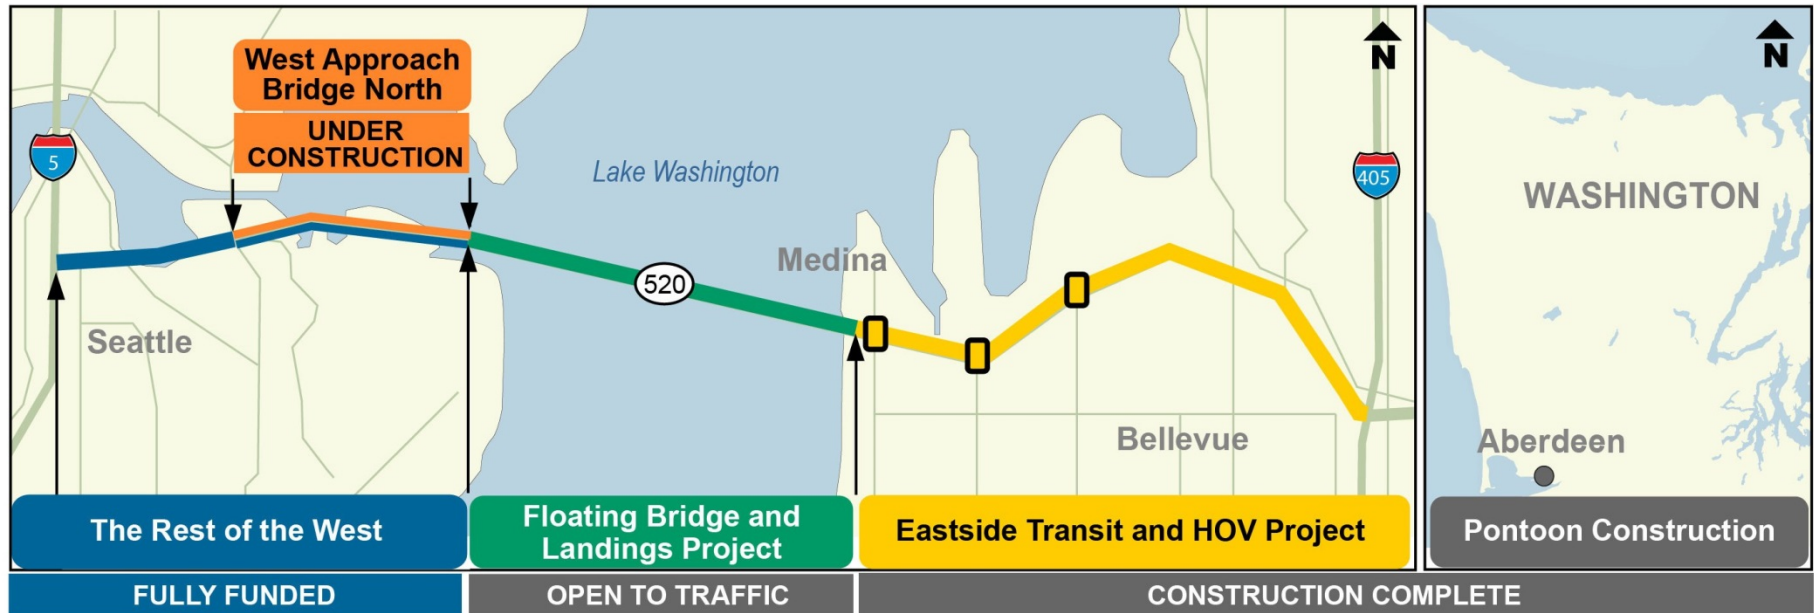 West Approach
Bridge North
UNDER
CONSTRUCTION
N
N
5
Lake Washington
405
WASHINGTON
Medina
520
Seattle
Bellevue
Aberdeen
The Rest of the West
Floating Bridge and
Landings Project
Eastside Transit and HOV Project
Pontoon Construction
FULLY FUNDED
OPEN TO TRAFFIC
CONSTRUCTION COMPLETE